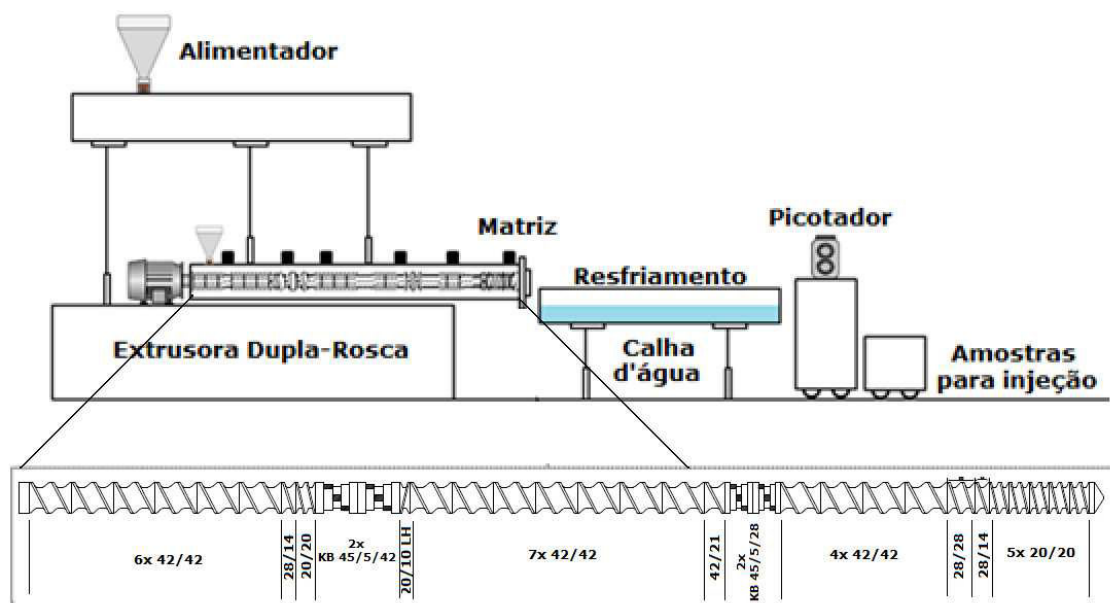 Alimentador
Matriz
Picotador
Resfriamento
Extrusora Dupla-Rosca
Calha
d'água
Amostras
para injeção
6x 42/42
28/14
20/20
2x
KB 45/5/42
20/10 LH
7x 42/42
42/21
2x
KB 45/5/28
4x 42/42
28/28
28/14
5x 20/20